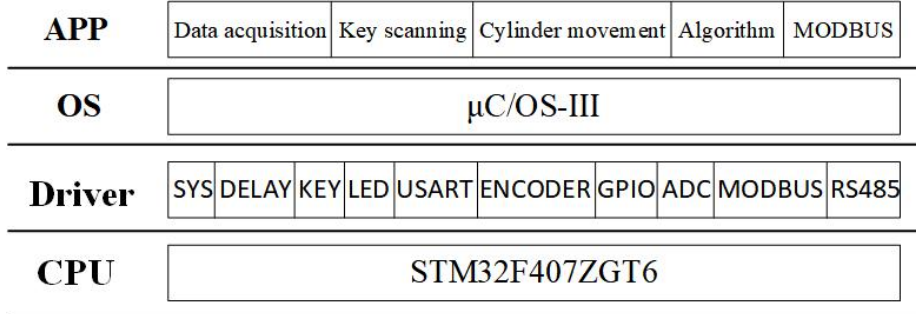 APP Data acquisition Key scanning Cylinder movement Algorithm MODBUS
OS μC/OS-III
Driver SYS DELAY KEY LED USART ENCODER GPIO ADC MODBUS RS485
CPU STM32F407ZGT6